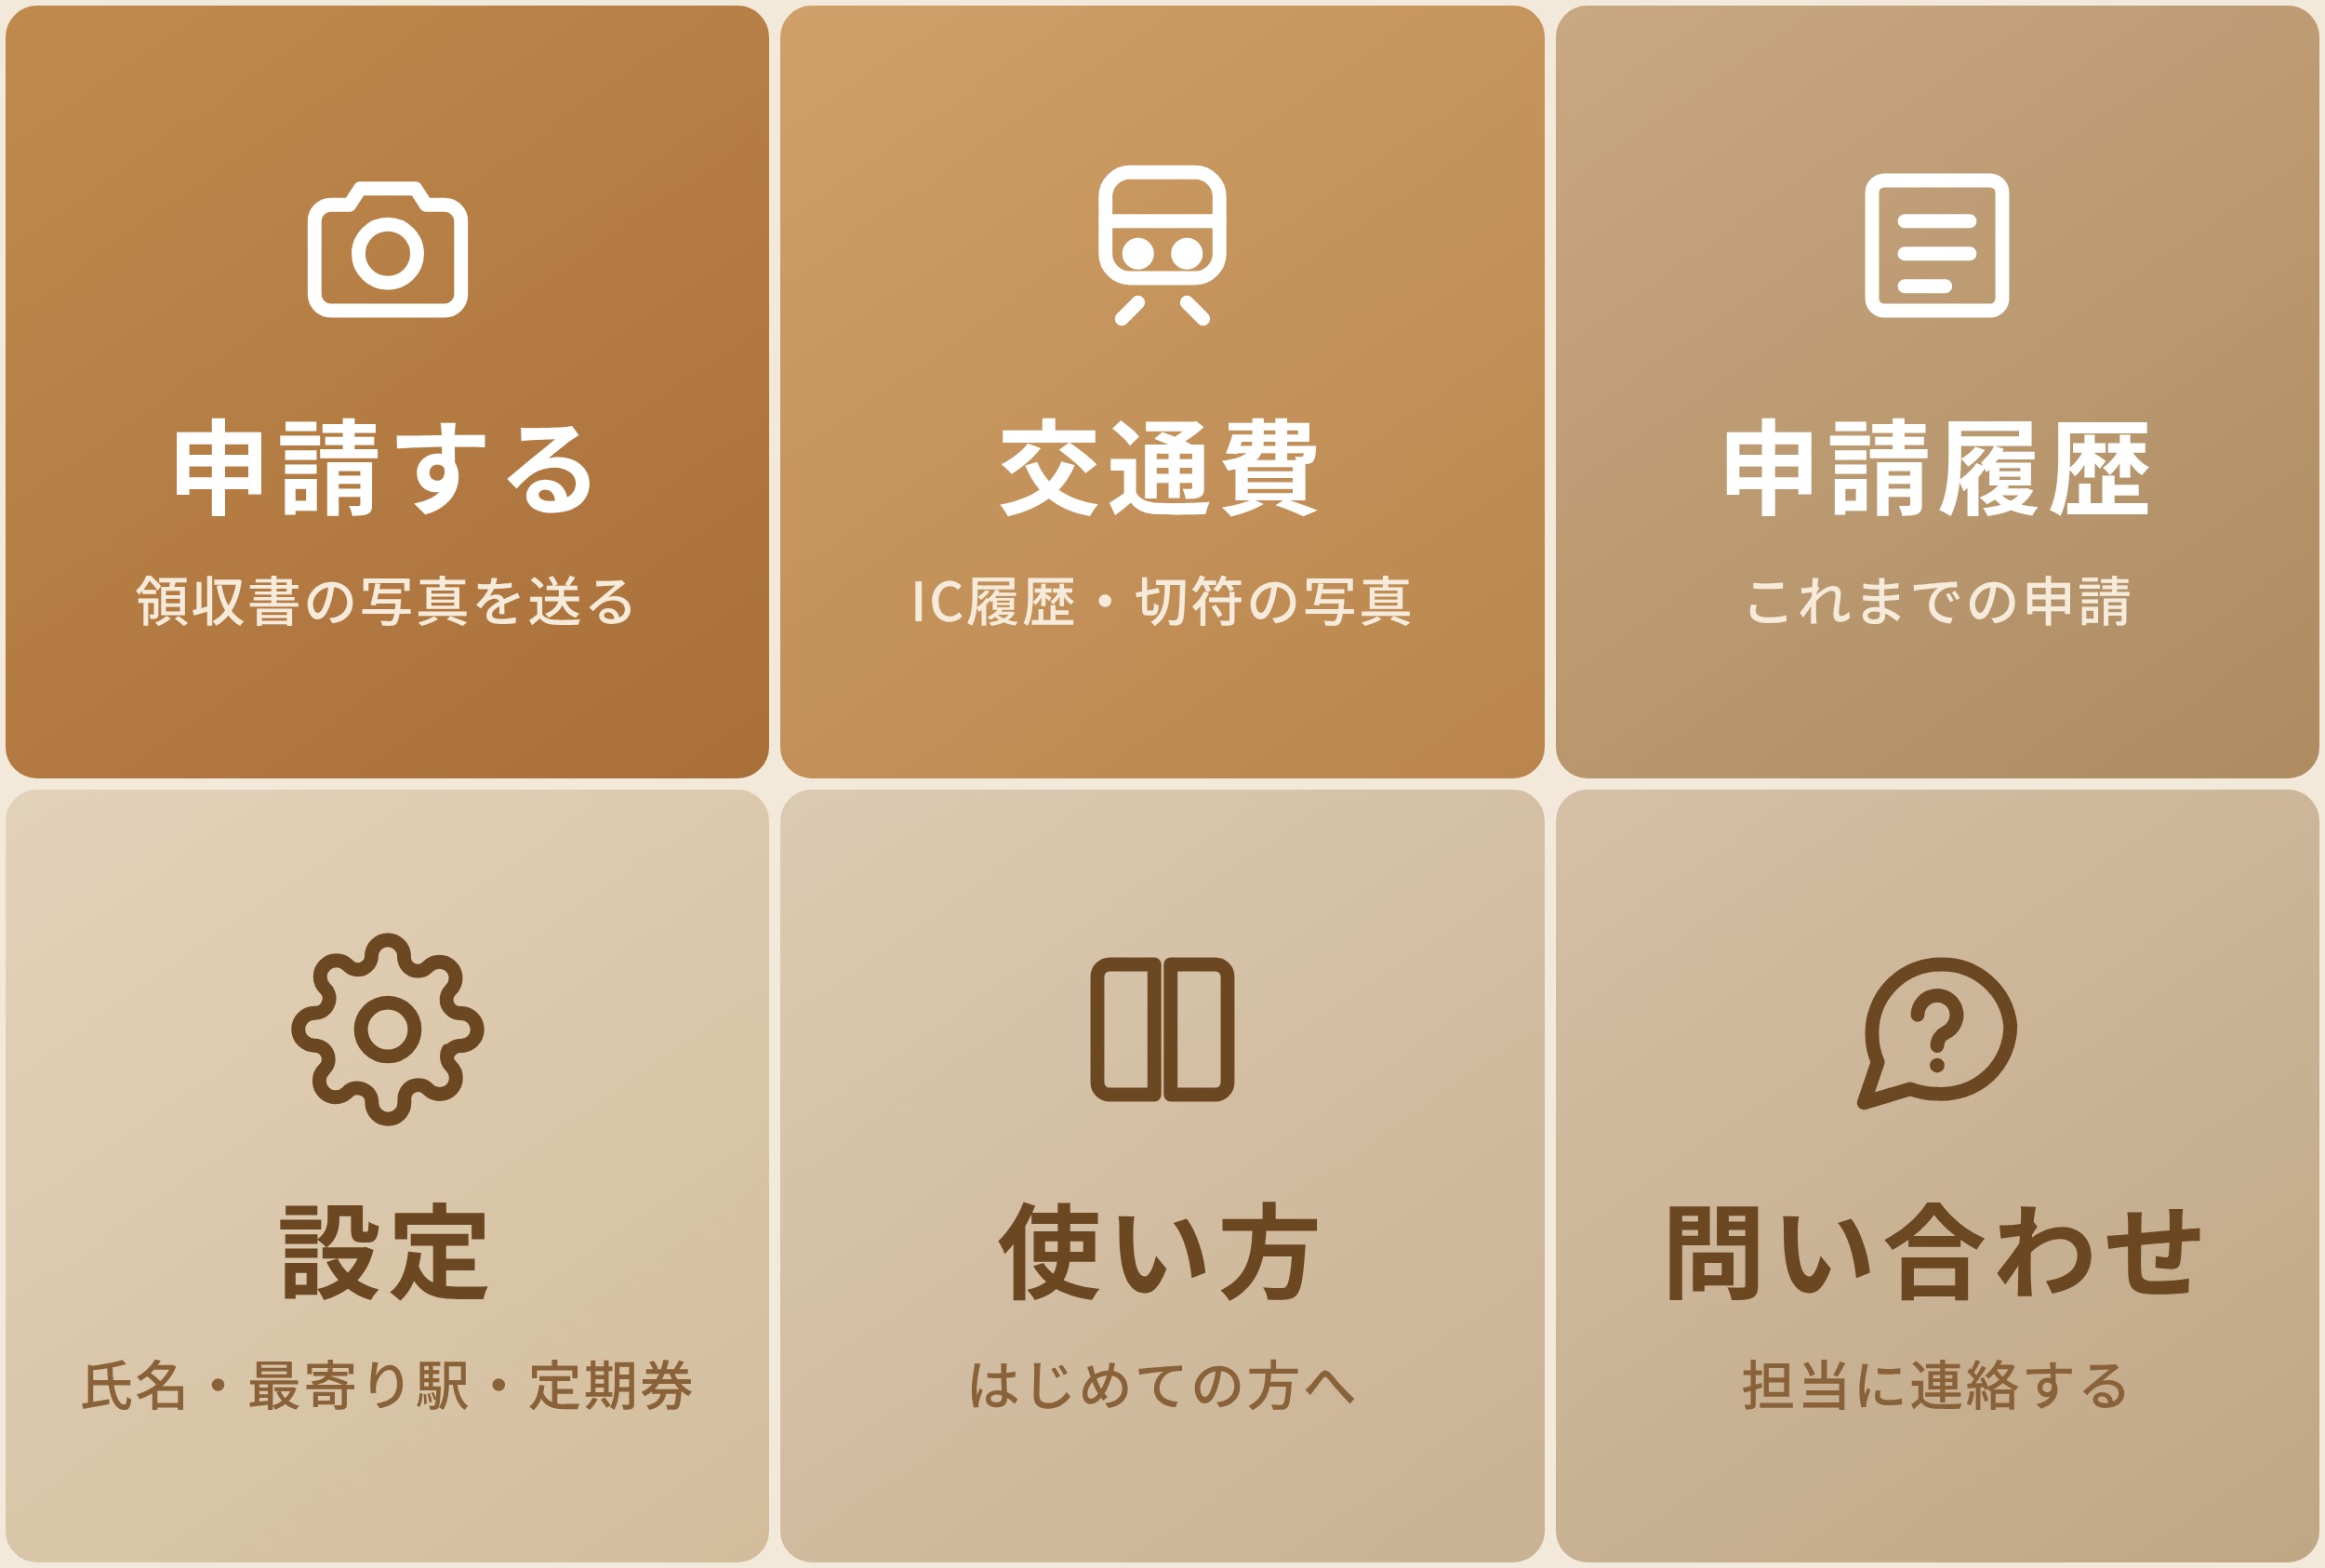 申請する
領収書の写真を送る
交通費
IC履歴・切符の写真
申請履歴
これまでの申請
設定
氏名・最寄り駅・定期券
使い方
はじめての方へ
問い合わせ
担当に連絡する